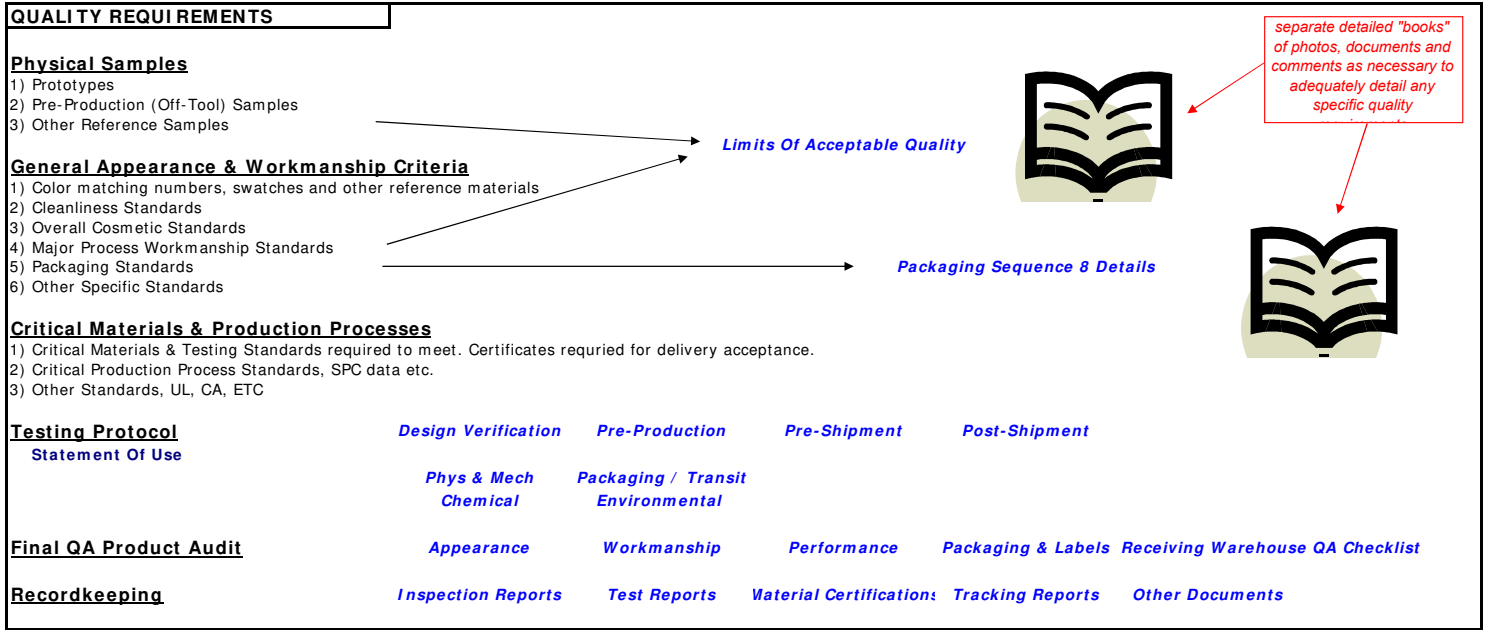 QUALITY REQUIREMENTS
separate detailed "books"
of photos, documents and
comments as necessary to
adequately detail any
specific quality
Physical Samples
1) Prototypes
2) Pre-Production (Off-Tool) Samples
3) Other Reference Samples
Limits Of Acceptable Quality
General Appearance & Workmanship Criteria
1) Color matching numbers, swatches and other reference materials
2) Cleanliness Standards
3) Overall Cosmetic Standards
4) Major Process Workmanship Standards
5) Packaging Standards
6) Other Specific Standards
Packaging Sequence 8 Details
Critical Materials & Production Processes
1) Critical Materials & Testing Standards required to meet. Certificates requried for delivery acceptance.
2) Critical Production Process Standards, SPC data etc.
3) Other Standards, UL, CA, ETC
Testing Protocol Design Verification Pre-Production Pre-Shipment Post-Shipment
Statement Of Use
Phys & Mech Packaging / Transit
Chemical Environmental
Final QA Product Audit Appearance Workmanship Performance Packaging & Labels Receiving Warehouse QA Checklist
Recordkeeping Inspection Reports Test Reports Material Certifications Tracking Reports Other Documents